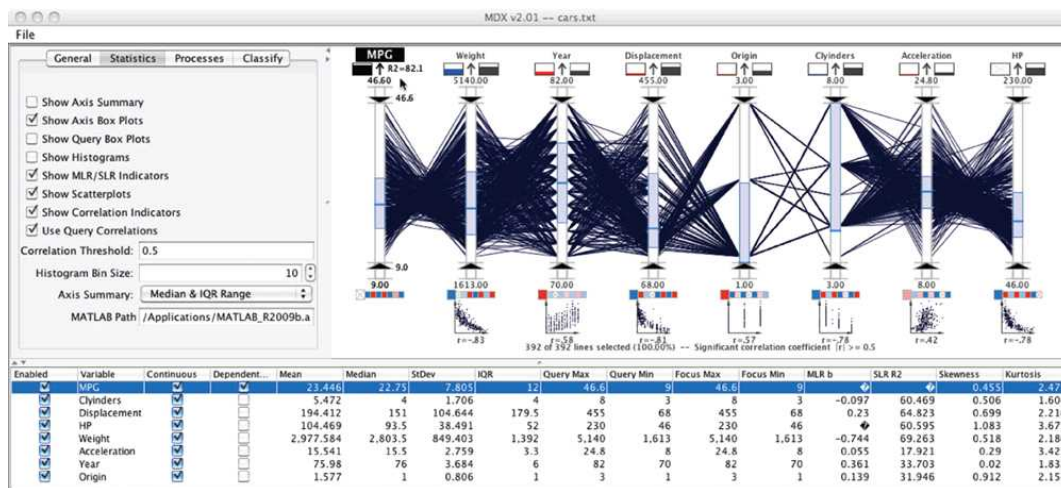 MDX v2.01 -- cars.txt
File
General Statistics Processes Classify
Show Axis Summary
Show Axis Box Plots
Show Query Box Plots
Show Histograms
Show MLR/SLR Indicators
Show Scatterplots
Show Correlation Indicators
Use Query Correlations
Correlation Threshold: 0.5
Histogram Bin Size: 10
Axis Summary: Median & IQR Range
MATLAB Path /Applications/MATLAB_R2009b.a
MPG Weight Year Displacement Origin Clyinders Acceleration HP
R2=82.1
46.60 5140.00 82.00 455.00 3.00 8.00 24.80 230.00
46.6
9.0
9.00 1613.00 70.00 68.00 1.00 3.00 8.00 46.00
r=-.83 r=.58 r=-.81 r=.57 r=-.78 r=.42 r=-.78
392 of 392 lines selected (100.00%) -- Significant correlation coefficient |r| >= 0.5
Enabled Variable Continuous Dependent... Mean Median StDev IQR Query Max Query Min Focus Max Focus Min MLR b SLR R2 Skewness Kurtosis
MPG 23.446 22.75 7.805 12 46.6 9 46.6 9 � � 0.455 2.47
Clyinders 5.472 4 1.706 4 8 3 8 3 -0.097 60.469 0.506 1.60
Displacement 194.412 151 104.644 179.5 455 68 455 68 0.23 64.823 0.699 2.21
HP 104.469 93.5 38.491 52 230 46 230 46 � 60.595 1.083 3.67
Weight 2,977.584 2,803.5 849.403 1,392 5,140 1,613 5,140 1,613 -0.744 69.263 0.518 2.18
Acceleration 15.541 15.5 2.759 3.3 24.8 8 24.8 8 0.055 17.921 0.29 3.42
Year 75.98 76 3.684 6 82 70 82 70 0.361 33.703 0.02 1.83
Origin 1.577 1 0.806 1 3 1 3 1 0.139 31.946 0.912 2.15